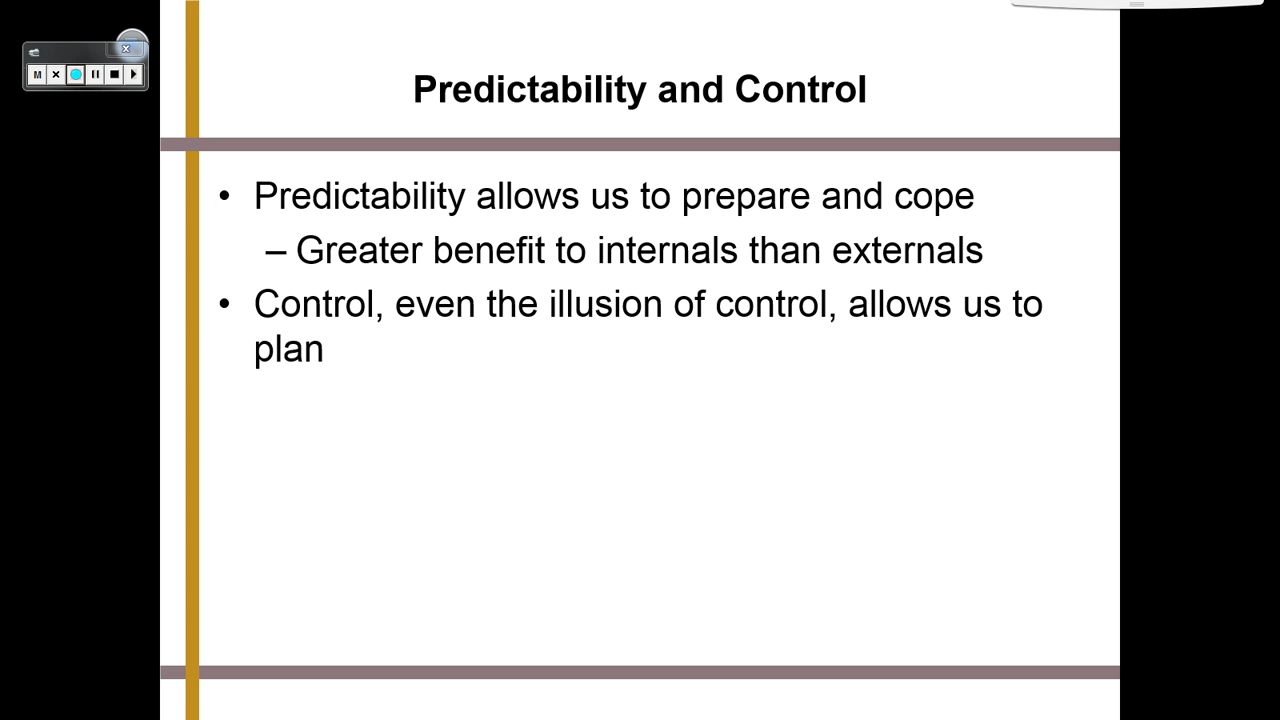 Predictability and Control
• Predictability allows us to prepare and cope
– Greater benefit to internals than externals
• Control, even the illusion of control, allows us to
plan
M